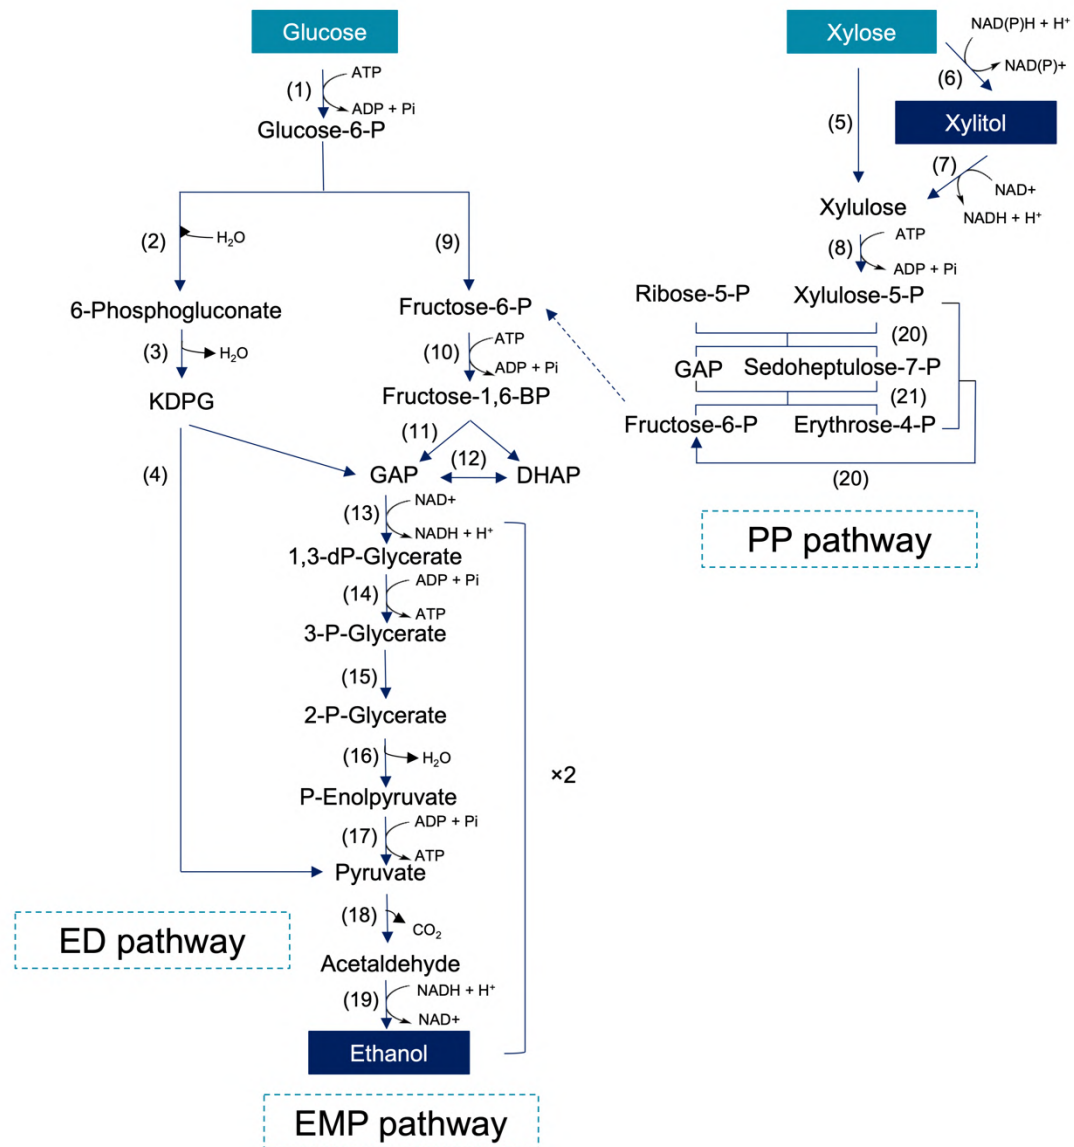 Glucose
(1)
ATP
ADP + Pi
Glucose-6-P
(2)
H₂O
6-Phosphogluconate
(3)
H₂O
KDPG
(4)
(9)
Fructose-6-P
(10)
ATP
ADP + Pi
Fructose-1,6-BP
(11)
GAP
(12)
DHAP
(13)
NAD+
NADH + H⁺
1,3-dP-Glycerate
(14)
ADP + Pi
ATP
3-P-Glycerate
(15)
2-P-Glycerate
(16)
H₂O
P-Enolpyruvate
(17)
ADP + Pi
ATP
Pyruvate
(18)
CO₂
Acetaldehyde
(19)
NADH + H⁺
NAD+
Ethanol
×2
ED pathway
EMP pathway
Xylose
NAD(P)H + H⁺
(6)
NAD(P)+
(5)
Xylitol
(7)
NAD+
NADH + H⁺
Xylulose
(8)
ATP
ADP + Pi
Ribose-5-P
Xylulose-5-P
(20)
GAP
Sedoheptulose-7-P
(21)
Fructose-6-P
Erythrose-4-P
(20)
PP pathway